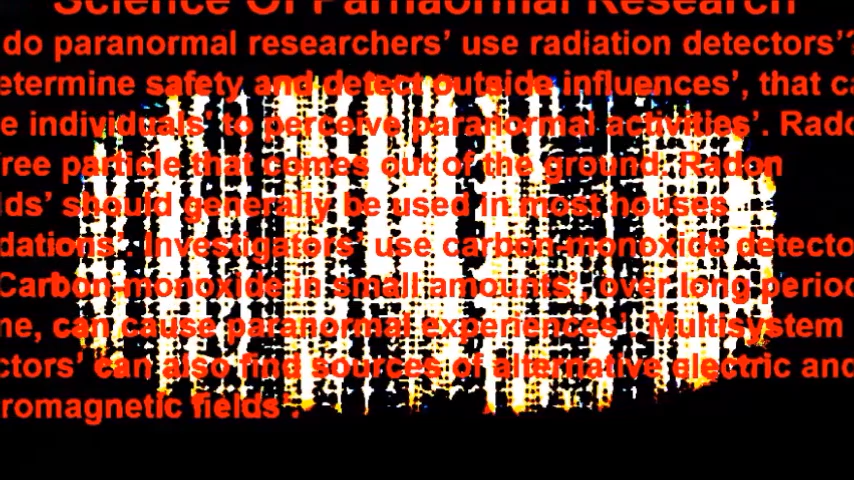 Science Of Parnaormal Research
do paranormal researchers’ use radiation detectors’?
etermine safety and detect outside influences’, that ca
e individuals’ to perceive paranormal activities’. Rado
ree particle that comes out of the ground. Radon
lds’ should generally be used in most houses
dations’. Investigators’ use carbon-monoxide detecto
Carbon-monoxide in small amounts’, over long period
me, can cause paranormal experiences’. Multisystem
ctors’ can also find sources of alternative electric and
romagnetic fields’.